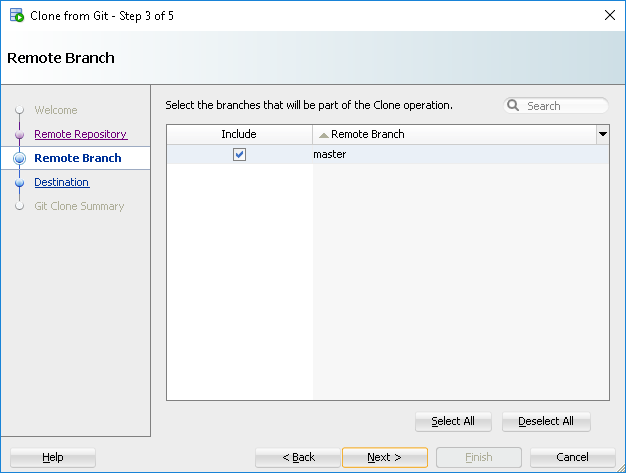 Clone from Git - Step 3 of 5
Remote Branch
Welcome
Remote Repository
Remote Branch
Destination
Git Clone Summary
Select the branches that will be part of the Clone operation.
Search
Include
Remote Branch
master
Select All
Deselect All
Help
< Back
Next >
Finish
Cancel